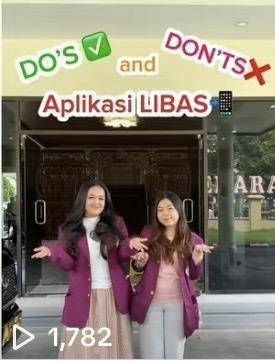 DO'S ✅
and
DON'TS❌
Aplikasi LIBAS📱
ARA
1,782